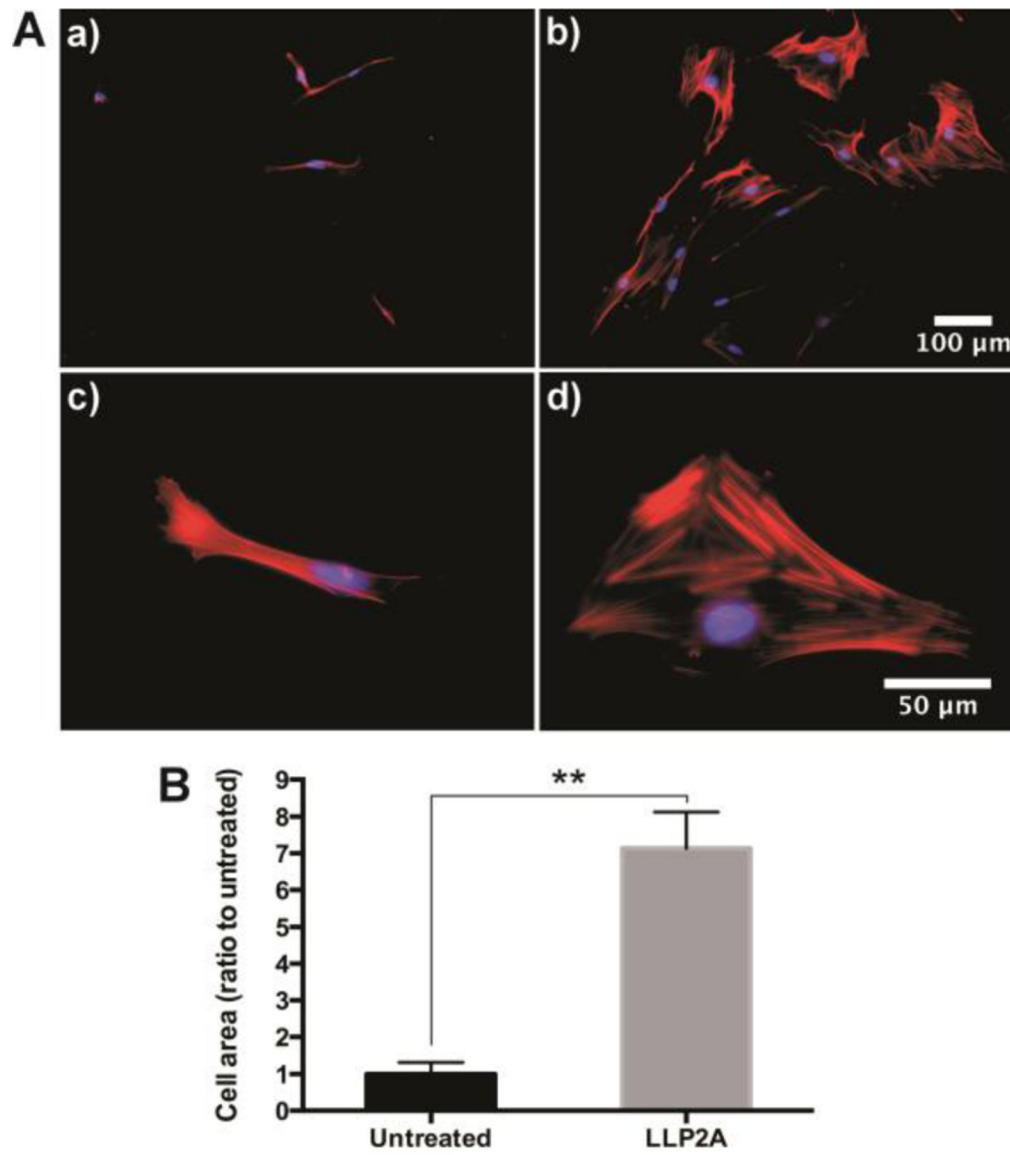 A
a)
b)
100 µm
c)
d)
50 µm
B
**
Cell area (ratio to untreated)
9
8
7
6
5
4
3
2
1
0
Untreated
LLP2A